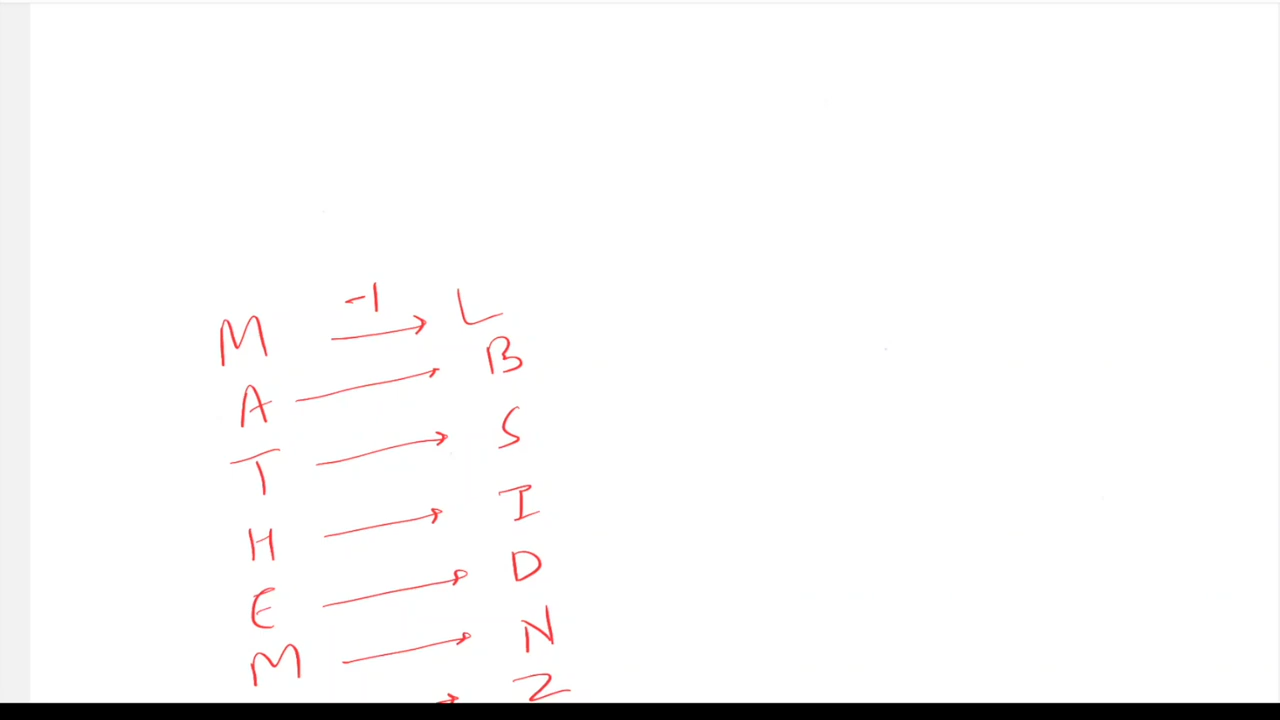 M -1 → L
A → B
T → S
H → I
E → D
M → N
→ Z